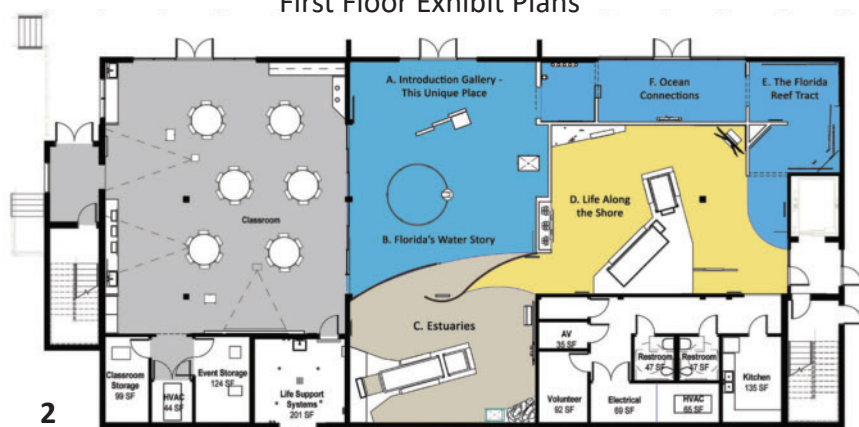 First Floor Exhibit Plans
A. Introduction Gallery -
This Unique Place
F. Ocean
Connections
E. The Florida
Reef Tract
D. Life Along
the Shore
Classroom
B. Florida's Water Story
C. Estuaries
AV
35 SF
Restroom
47 SF
Restroom
47 SF
Classroom
Storage
99 SF
HVAC
44 SF
Event Storage
124 SF
Life Support
Systems
201 SF
Volunteer
92 SF
Electrical
69 SF
HVAC
65 SF
Kitchen
135 SF
2